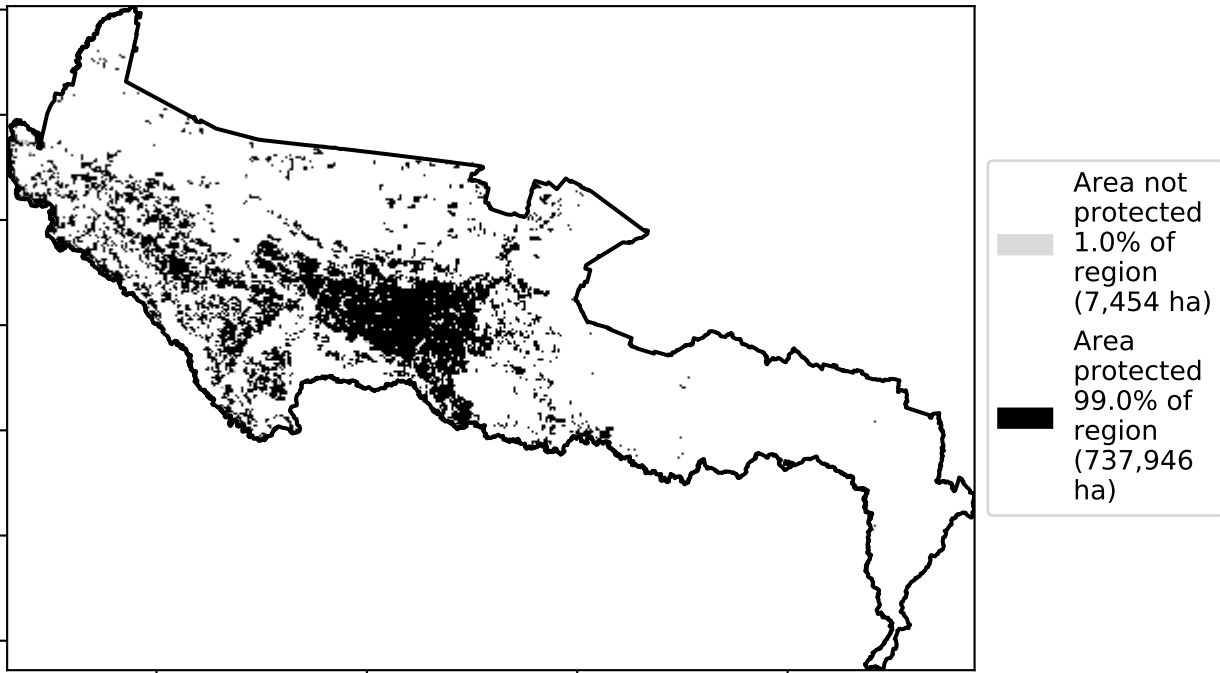 Area not
protected
1.0% of
region
(7,454 ha)
Area
protected
99.0% of
region
(737,946
ha)